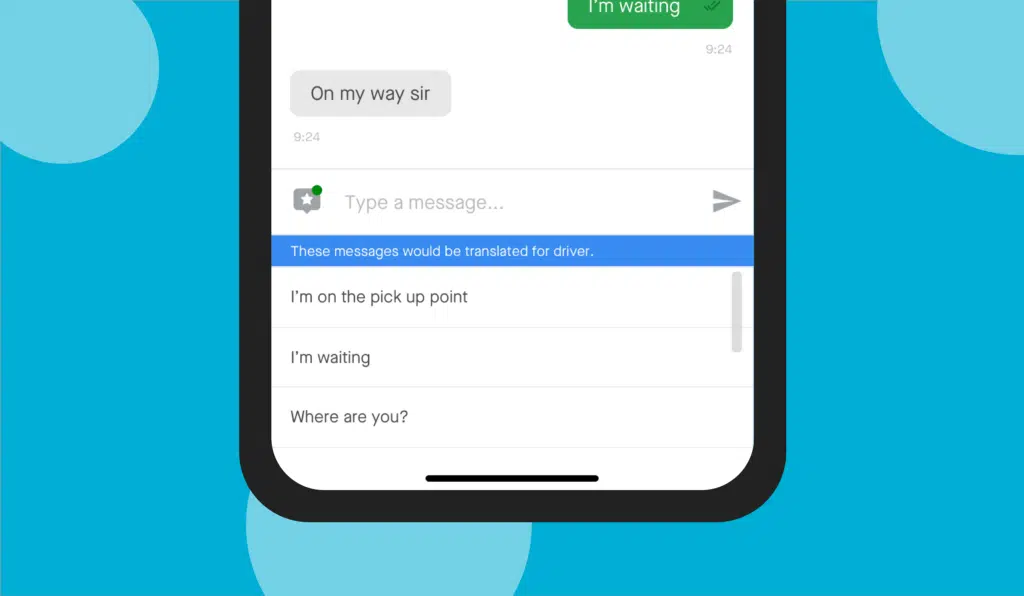 I'm waiting
9:24
On my way sir
9:24
Type a message...
These messages would be translated for driver.
I'm on the pick up point
I'm waiting
Where are you?